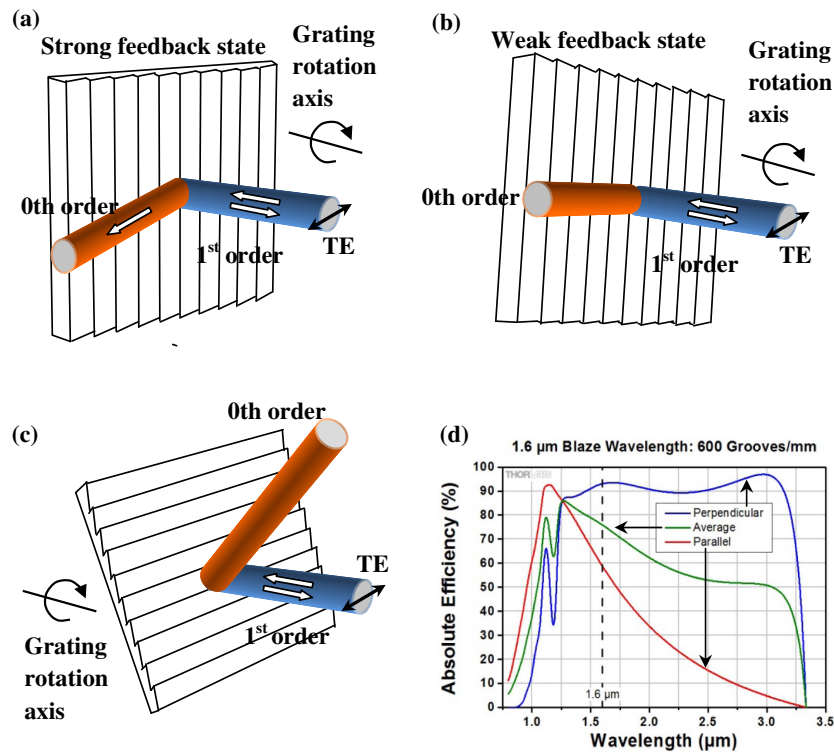 (a)
Strong feedback state
Grating
rotation
axis
0th order
1st order
TE
(b)
Weak feedback state
Grating
rotation
axis
0th order
1st order
TE
(c)
0th order
TE
1st order
Grating
rotation
axis
(d)
1.6 µm Blaze Wavelength: 600 Grooves/mm
THORLABS
Absolute Efficiency (%)
100
90
80
70
60
50
40
30
20
10
0
Perpendicular
Average
Parallel
1.6 µm
1.0 1.5 2.0 2.5 3.0 3.5
Wavelength (µm)